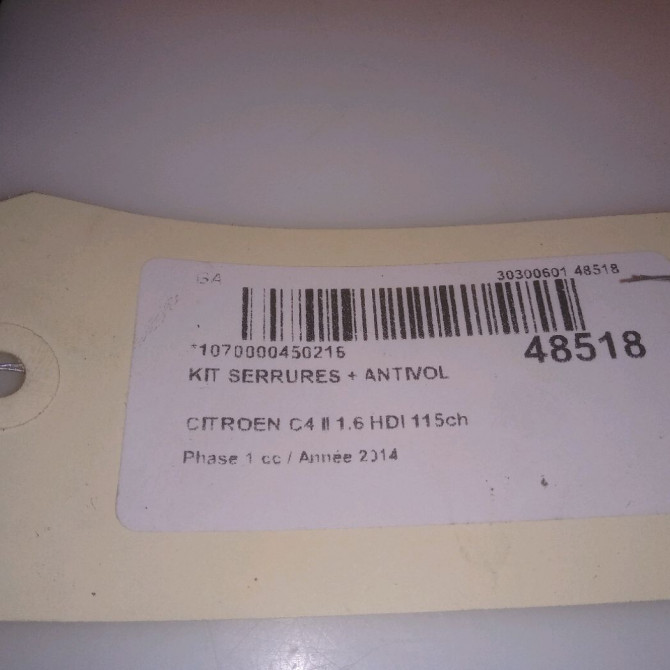 GA 30300601 48518
*1070000450216
48518
KIT SERRURES + ANTIVOL
CITROEN C4 II 1.6 HDI 115ch
Phase 1 cc / Année 2014